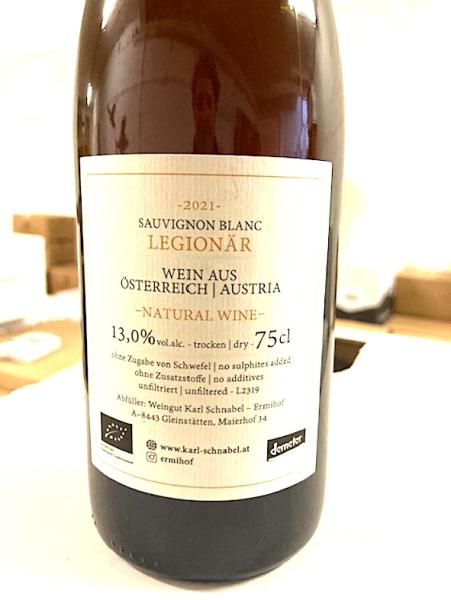 -2021-
SAUVIGNON BLANC
LEGIONÄR
WEIN AUS
ÖSTERREICH | AUSTRIA
-NATURAL WINE-
13,0% vol.alc. - trocken | dry - 75cl
ohne Zugabe von Schwefel | no sulphites added
ohne Zusatzstoffe | no additives
unfiltriert | unfiltered - L2319
Abfüller: Weingut Karl Schnabel – Ermihof
A-8443 Gleinstätten, Maierhof 34
www.karl-schnabel.at
ermihof
demeter